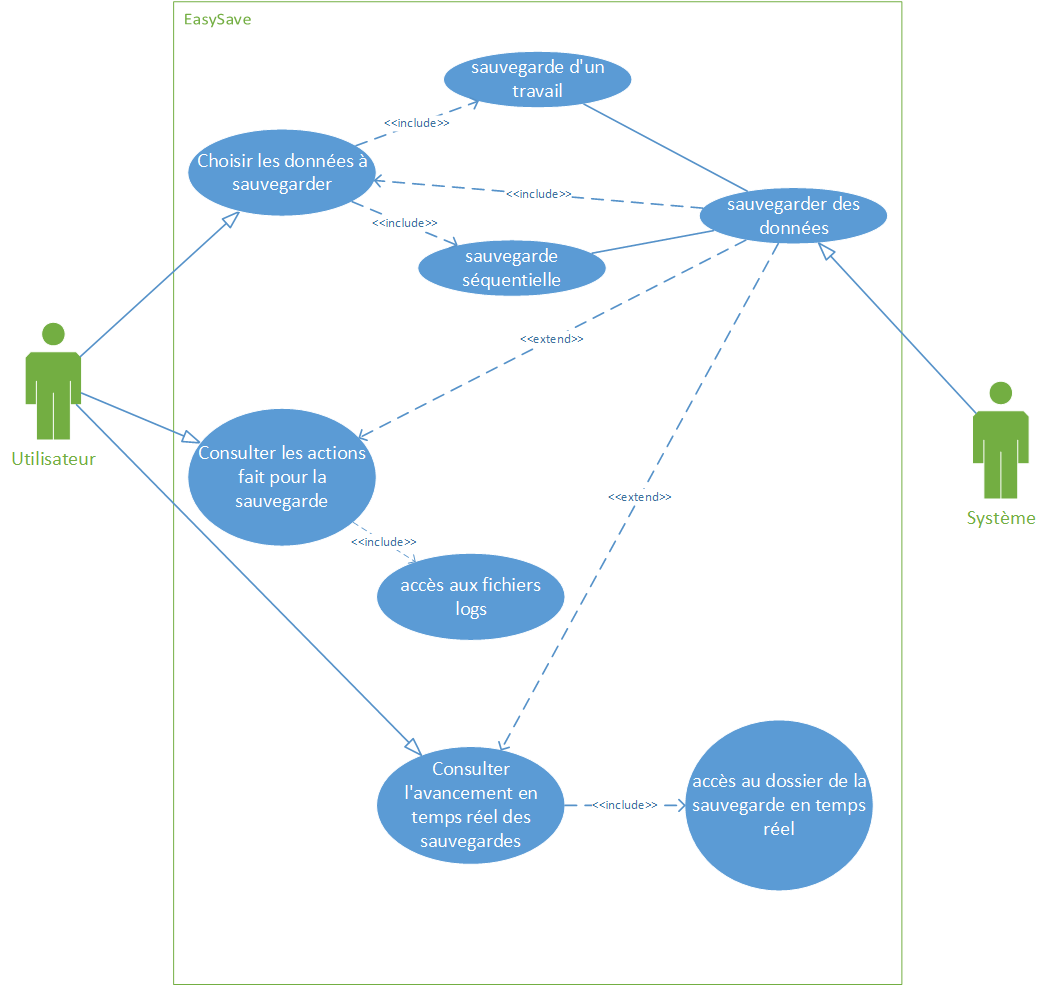 EasySave
sauvegarde d'un
travail
<<include>>
Choisir les données à
sauvegarder
<<include>>
sauvegarder des
données
<<include>>
sauvegarde
séquentielle
<<extend>>
Utilisateur
Consulter les actions
fait pour la
sauvegarde
<<extend>>
Système
<<include>>
accès aux fichiers
logs
Consulter
l'avancement en
temps réel des
sauvegardes
<<include>>
accès au dossier de la
sauvegarde en temps
réel